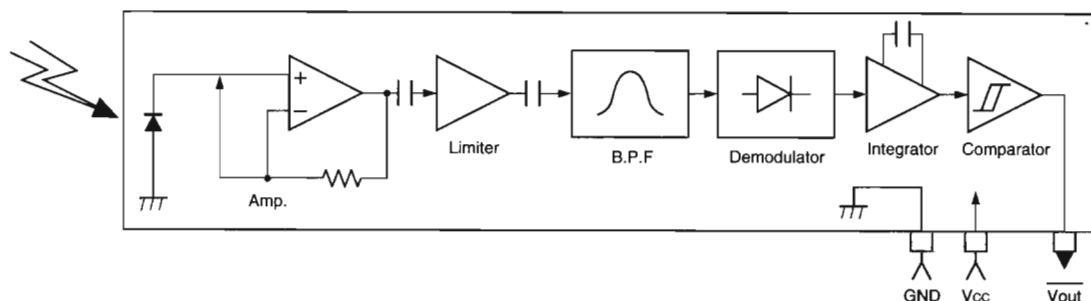 +
−
Amp.
Limiter
B.P.F
Demodulator
Integrator
Comparator
GND
Vcc
Vout